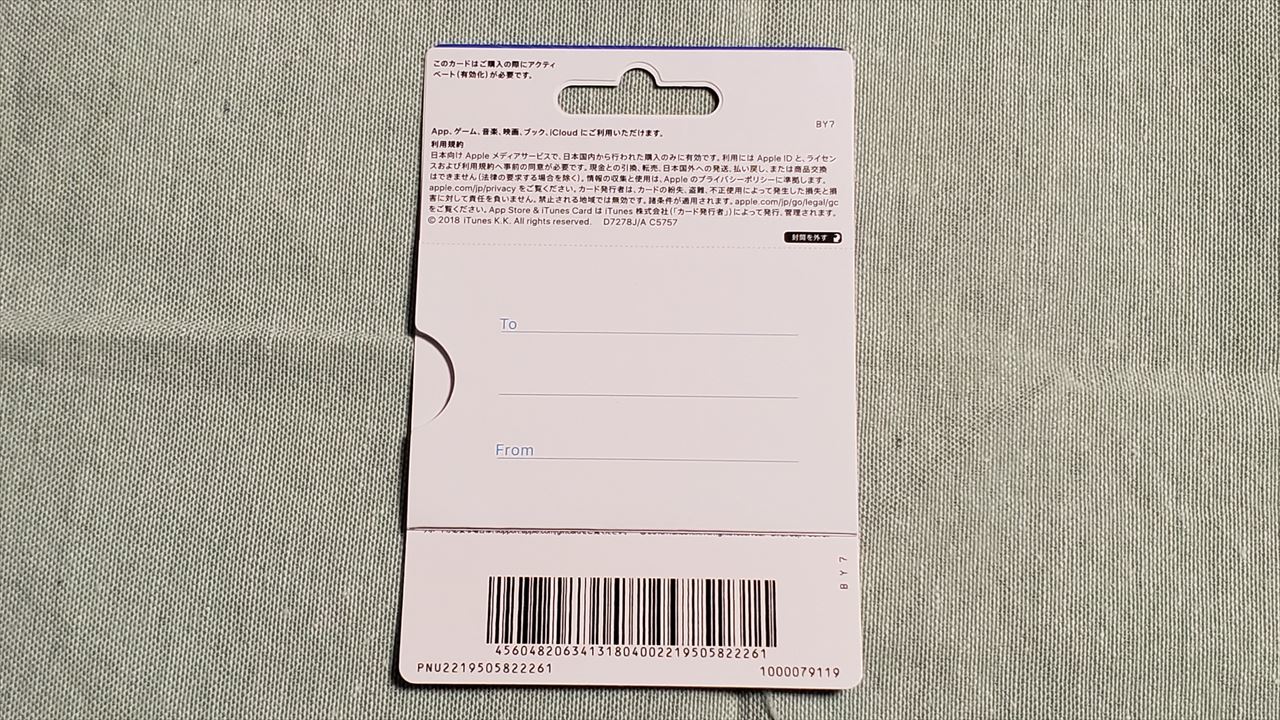 このカードはご購入の際にアクティ
ベート(有効化)が必要です。
BY7
App、ゲーム、音楽、映画、ブック、iCloud にご利用いただけます。
利用規約
日本向け Apple メディアサービスで、日本国内から行われた購入のみに有効です。利用には Apple ID と、ライセン
スおよび利用規約へ事前の同意が必要です。現金との引換、転売、日本国外への発送、払い戻し、または商品交換
はできません(法律の要求する場合を除く)。情報の収集と使用は、Apple のプライバシーポリシーに準拠します。
apple.com/jp/privacy をご覧ください。カード発行者は、カードの紛失、盗難、不正使用によって発生した損失と損
害に対して責任を負いません。禁止される地域では無効です。諸条件が適用されます。apple.com/jp/go/legal/gc
をご覧ください。App Store & iTunes Card は iTunes 株式会社(「カード発行者」)によって発行、管理されます。
© 2018 iTunes K.K. All rights reserved. D7278J/A C5757
封筒を外す
To
From
BY7
45604820634131804002219505822261
PNU2219505822261
1000079119